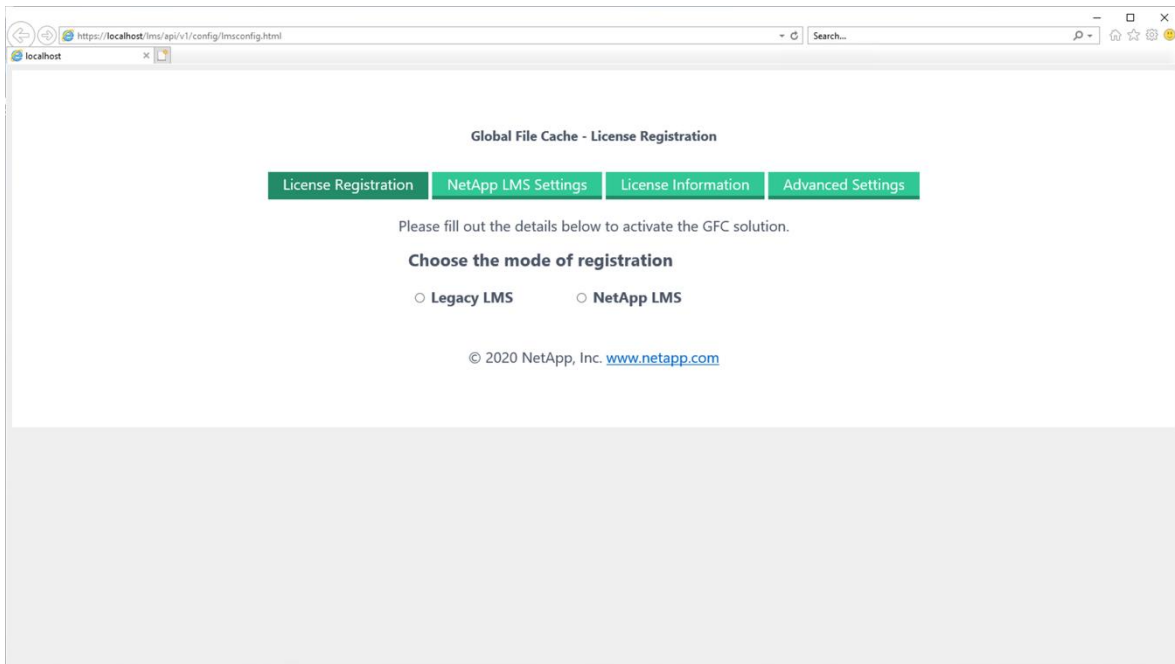 https://localhost/lms/api/v1/config/lmsconfig.html
Search...
localhost
Global File Cache - License Registration
License Registration NetApp LMS Settings License Information Advanced Settings
Please fill out the details below to activate the GFC solution.
Choose the mode of registration
Legacy LMS NetApp LMS
© 2020 NetApp, Inc. www.netapp.com